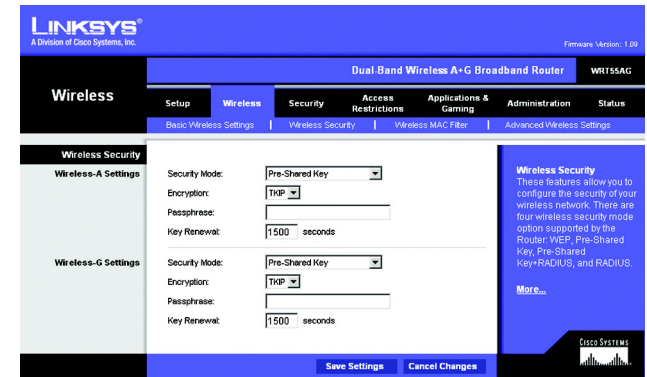 LINKSYS®
A Division of Cisco Systems, Inc.
Firmware Version: 1.09
Dual-Band Wireless A+G Broadband Router
WRT55AG
Wireless
Setup
Wireless
Security
Access Restrictions
Applications & Gaming
Administration
Status
Basic Wireless Settings | Wireless Security | Wireless MAC Filter | Advanced Wireless Settings
Wireless Security
Wireless-A Settings
Security Mode: Pre-Shared Key
Encryption: TKIP
Passphrase:
Key Renewal: 1500 seconds
Wireless-G Settings
Security Mode: Pre-Shared Key
Encryption: TKIP
Passphrase:
Key Renewal: 1500 seconds
Wireless Security
These features allow you to
configure the security of your
wireless network. There are
four wireless security mode
option supported by the
Router: WEP, Pre-Shared
Key, Pre-Shared
Key+RADIUS, and RADIUS.
More...
Save Settings
Cancel Changes
CISCO SYSTEMS